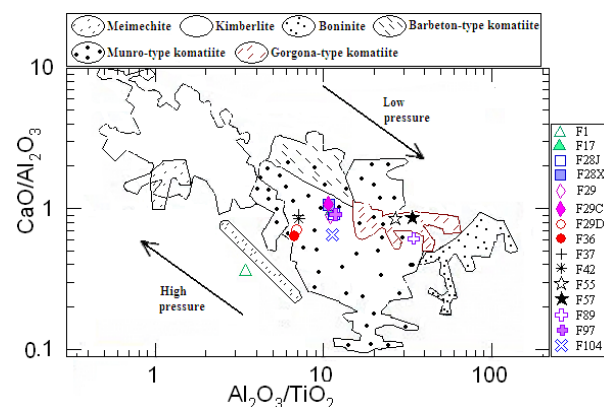 Meimechite Kimberlite Boninite Barbeton-type komatiite
Munro-type komatiite Gorgona-type komatiite
10
1
0.1
CaO/Al2O3
Low
pressure
High
pressure
1 10 100
Al2O3/TiO2
F1
F17
F28J
F28X
F29
F29C
F29D
F36
F37
F42
F55
F57
F89
F97
F104